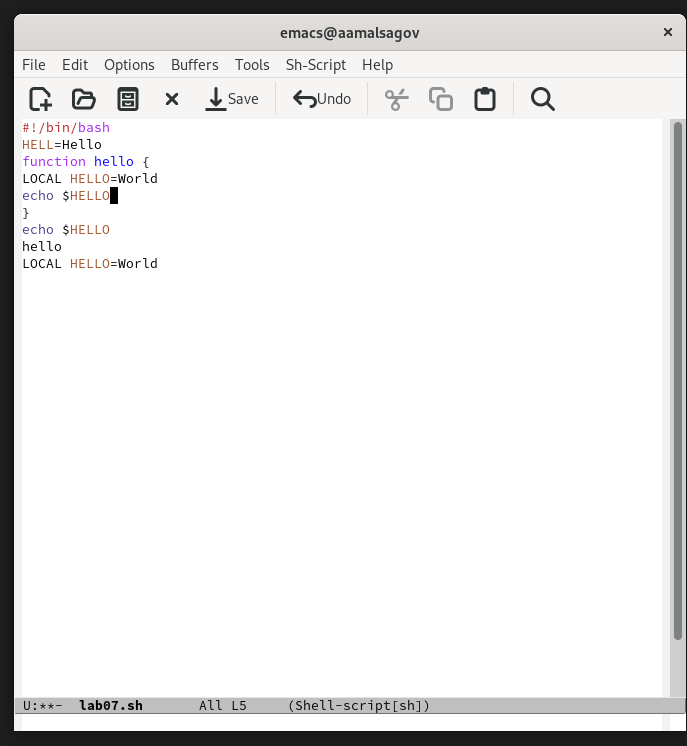 emacs@aamalsagov
File Edit Options Buffers Tools Sh-Script Help
Save Undo
#!/bin/bash
HELL=Hello
function hello {
LOCAL HELLO=World
echo $HELLO
}
echo $HELLO
hello
LOCAL HELLO=World
U:**- lab07.sh All L5 (Shell-script[sh])